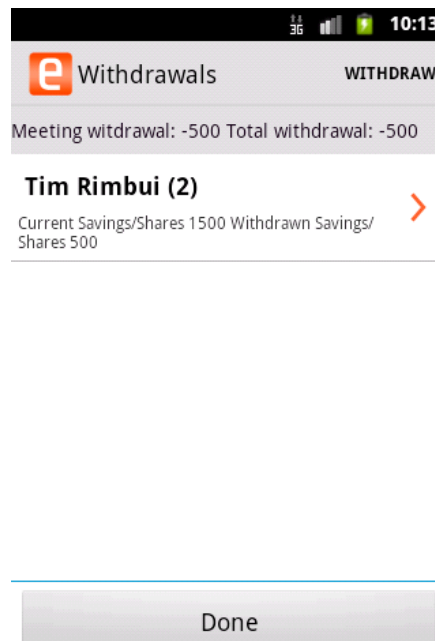 3G 10:13
e Withdrawals WITHDRAW
Meeting witdrawal: -500 Total withdrawal: -500
Tim Rimbui (2)
Current Savings/Shares 1500 Withdrawn Savings/
Shares 500
Done